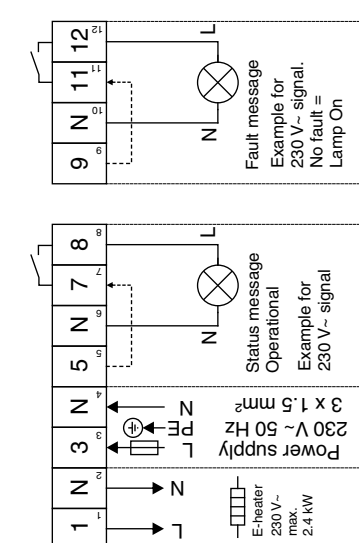 1 N 3 N 5 N 7 8
1 2 3 4 5 6 7 8
L N
E-heater
230 V~
max.
2.4 kW
L PE N
Power supply
230 V~ 50 Hz
3 x 1.5 mm²
N L
Status message
Operational
Example for
230 V~ signal
9 N 11 12
9 10 11 12
N L
Fault message
Example for
230 V~ signal.
No fault =
Lamp On